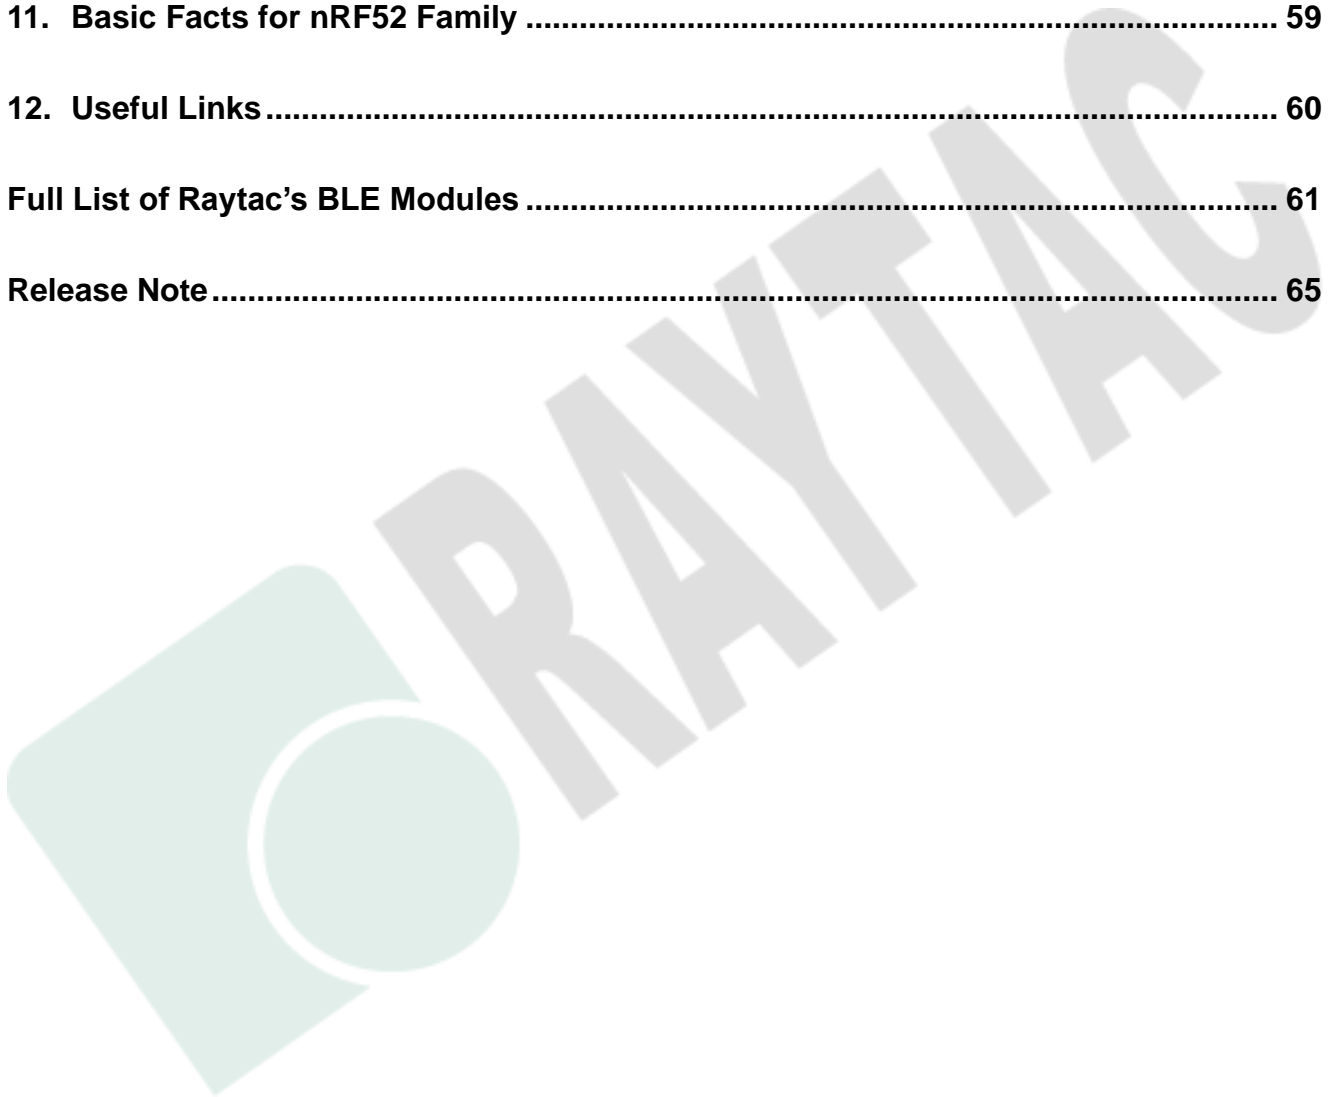 11. Basic Facts for nRF52 Family ........................................................................................ 59
12. Useful Links ........................................................................................................................ 60
Full List of Raytac’s BLE Modules ........................................................................................ 61
Release Note ............................................................................................................................ 65
RAYTAC